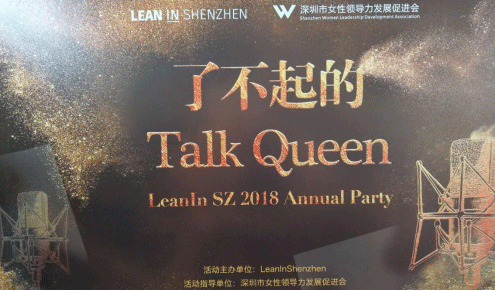 LEAN IN SHENZHEN
W 深圳市女性领导力发展促进会
Shenzhen Women Leadership Development Association
了不起的
Talk Queen
LeanIn SZ 2018 Annual Party
活动主办单位：LeanInShenzhen
活动指导单位：深圳市女性领导力发展促进会